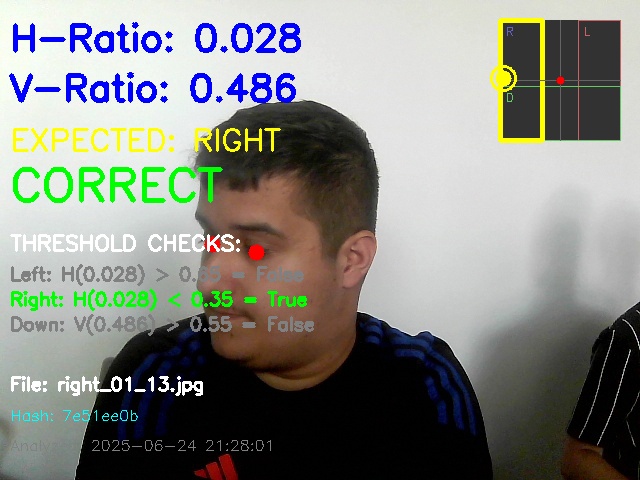 H-Ratio: 0.028
V-Ratio: 0.486
EXPECTED: RIGHT
CORRECT
THRESHOLD CHECKS:
Left: H(0.028) > 0.65 = False
Right: H(0.028) < 0.35 = True
Down: V(0.486) > 0.55 = False
File: right_01_13.jpg
Hash: 7e51ee0b
2025-06-24 21:28:01
R
L
D